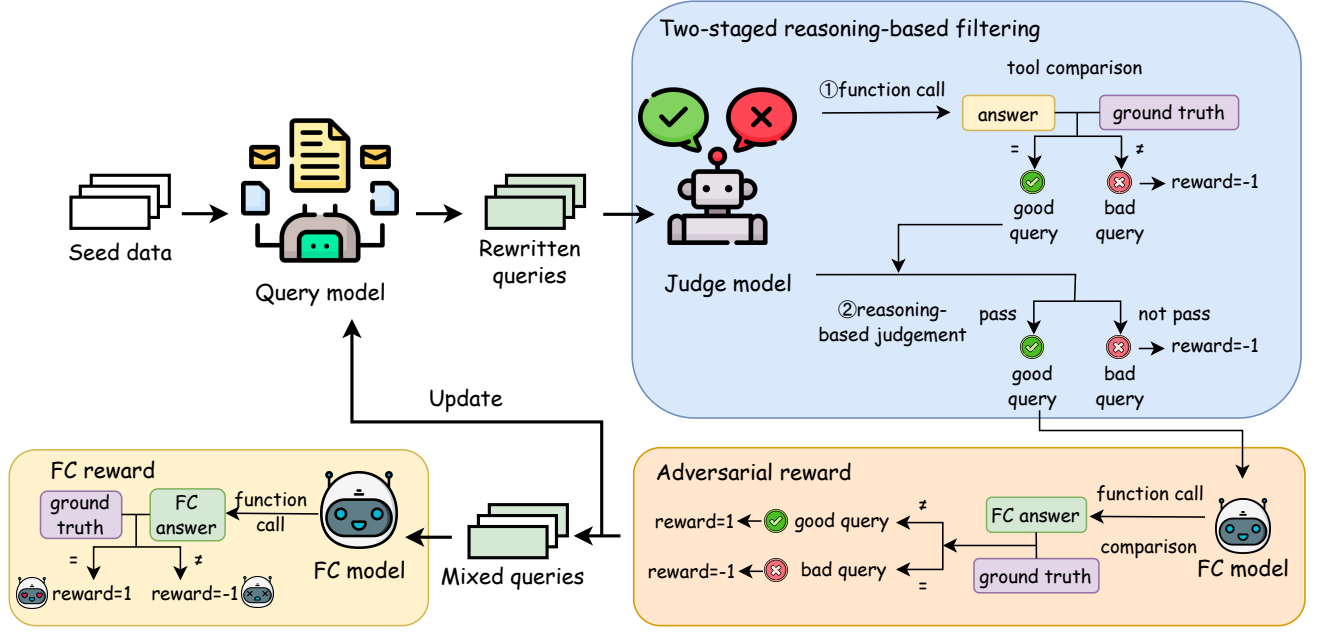 Two-staged reasoning-based filtering
tool comparison
①function call
answer
ground truth
=
≠
reward=-1
good
query
bad
query
Seed data
Query model
Rewritten
queries
Judge model
②reasoning-
based judgement
pass
not pass
reward=-1
good
query
bad
query
Update
FC reward
ground
truth
FC
answer
function
call
FC model
=
≠
reward=1
reward=-1
Mixed queries
Adversarial reward
reward=1
good query
≠
reward=-1
bad query
=
FC answer
ground truth
function call
comparison
FC model